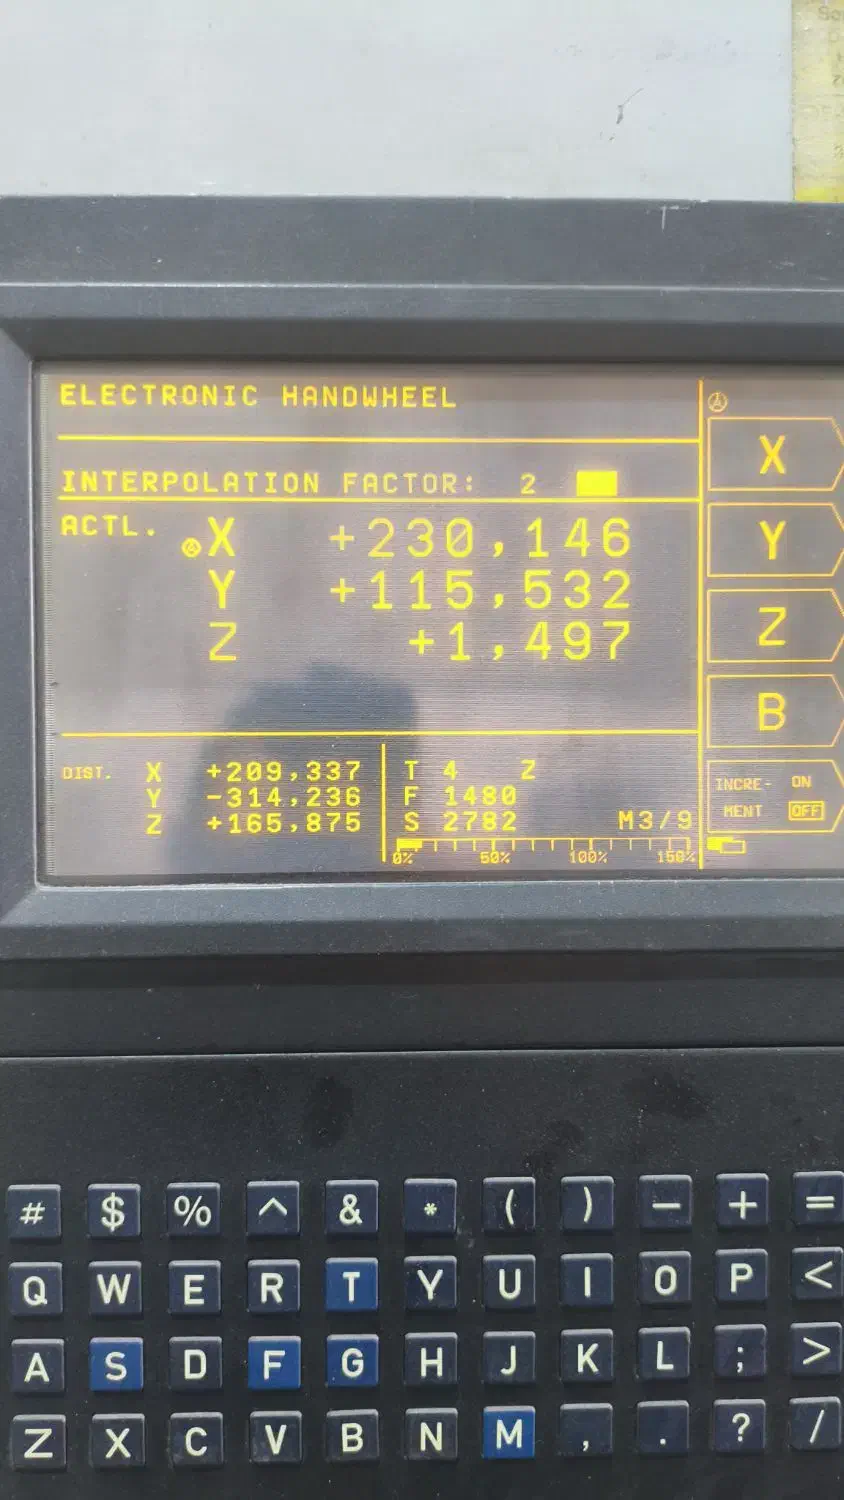 ELECTRONIC HANDWHEEL
INTERPOLATION FACTOR: 2
ACTL. X +230,146
Y +115,532
Z +1,497
DIST. X +209,337
Y -314,236
Z +165,875
T 4 Z
F 1480
S 2782 M3/9
0% 50% 100% 150%
X
Y
Z
B
INCRE- ON
MENT OFF
# $ % ^ & * ( ) - + =
Q W E R T Y U I O P <
A S D F G H J K L ; >
Z X C V B N M , . ? /